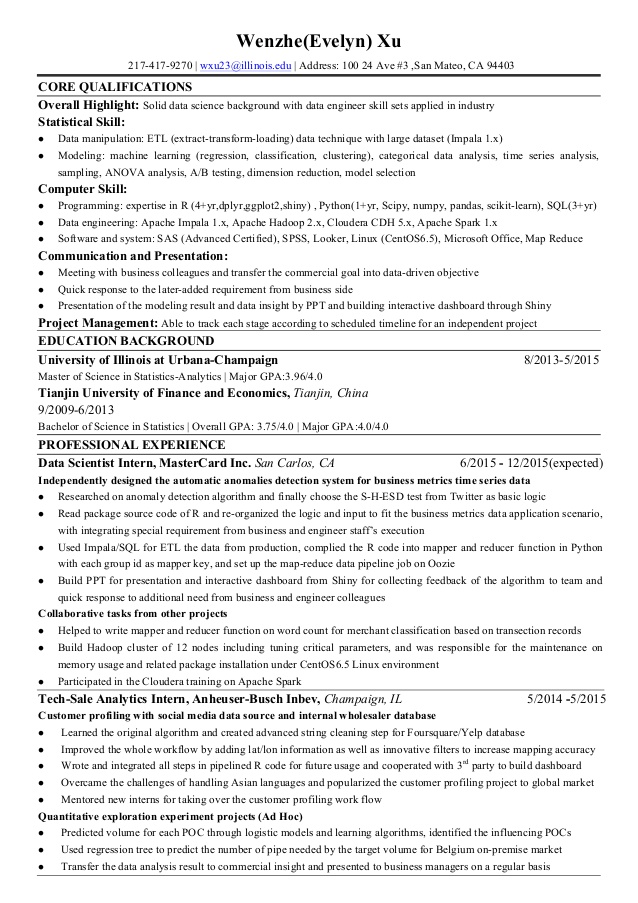 Wenzhe(Evelyn) Xu
217-417-9270 | wxu23@illinois.edu | Address: 100 24 Ave #3 ,San Mateo, CA 94403
CORE QUALIFICATIONS
Overall Highlight: Solid data science background with data engineer skill sets applied in industry
Statistical Skill:
● Data manipulation: ETL (extract-transform-loading) data technique with large dataset (Impala 1.x)
● Modeling: machine learning (regression, classification, clustering), categorical data analysis, time series analysis,
sampling, ANOVA analysis, A/B testing, dimension reduction, model selection
Computer Skill:
● Programming: expertise in R (4+yr,dplyr,ggplot2,shiny) , Python(1+yr, Scipy, numpy, pandas, scikit-learn), SQL(3+yr)
● Data engineering: Apache Impala 1.x, Apache Hadoop 2.x, Cloudera CDH 5.x, Apache Spark 1.x
● Software and system: SAS (Advanced Certified), SPSS, Looker, Linux (CentOS6.5), Microsoft Office, Map Reduce
Communication and Presentation:
● Meeting with business colleagues and transfer the commercial goal into data-driven objective
● Quick response to the later-added requirement from business side
● Presentation of the modeling result and data insight by PPT and building interactive dashboard through Shiny
Project Management: Able to track each stage according to scheduled timeline for an independent project
EDUCATION BACKGROUND
University of Illinois at Urbana-Champaign 8/2013-5/2015
Master of Science in Statistics-Analytics | Major GPA:3.96/4.0
Tianjin University of Finance and Economics, Tianjin, China
9/2009-6/2013
Bachelor of Science in Statistics | Overall GPA: 3.75/4.0 | Major GPA:4.0/4.0
PROFESSIONAL EXPERIENCE
Data Scientist Intern, MasterCard Inc. San Carlos, CA 6/2015 - 12/2015(expected)
Independently designed the automatic anomalies detection system for business metrics time series data
● Researched on anomaly detection algorithm and finally choose the S-H-ESD test from Twitter as basic logic
● Read package source code of R and re-organized the logic and input to fit the business metrics data application scenario,
with integrating special requirement from business and engineer staff's execution
● Used Impala/SQL for ETL the data from production, complied the R code into mapper and reducer function in Python
with each group id as mapper key, and set up the map-reduce data pipeline job on Oozie
● Build PPT for presentation and interactive dashboard from Shiny for collecting feedback of the algorithm to team and
quick response to additional need from business and engineer colleagues
Collaborative tasks from other projects
● Helped to write mapper and reducer function on word count for merchant classification based on transection records
● Build Hadoop cluster of 12 nodes including tuning critical parameters, and was responsible for the maintenance on
memory usage and related package installation under CentOS6.5 Linux environment
● Participated in the Cloudera training on Apache Spark
Tech-Sale Analytics Intern, Anheuser-Busch Inbev, Champaign, IL 5/2014 -5/2015
Customer profiling with social media data source and internal wholesaler database
● Learned the original algorithm and created advanced string cleaning step for Foursquare/Yelp database
● Improved the whole workflow by adding lat/lon information as well as innovative filters to increase mapping accuracy
● Wrote and integrated all steps in pipelined R code for future usage and cooperated with 3rd party to build dashboard
● Overcame the challenges of handling Asian languages and popularized the customer profiling project to global market
● Mentored new interns for taking over the customer profiling work flow
Quantitative exploration experiment projects (Ad Hoc)
● Predicted volume for each POC through logistic models and learning algorithms, identified the influencing POCs
● Used regression tree to predict the number of pipe needed by the target volume for Belgium on-premise market
● Transfer the data analysis result to commercial insight and presented to business managers on a regular basis